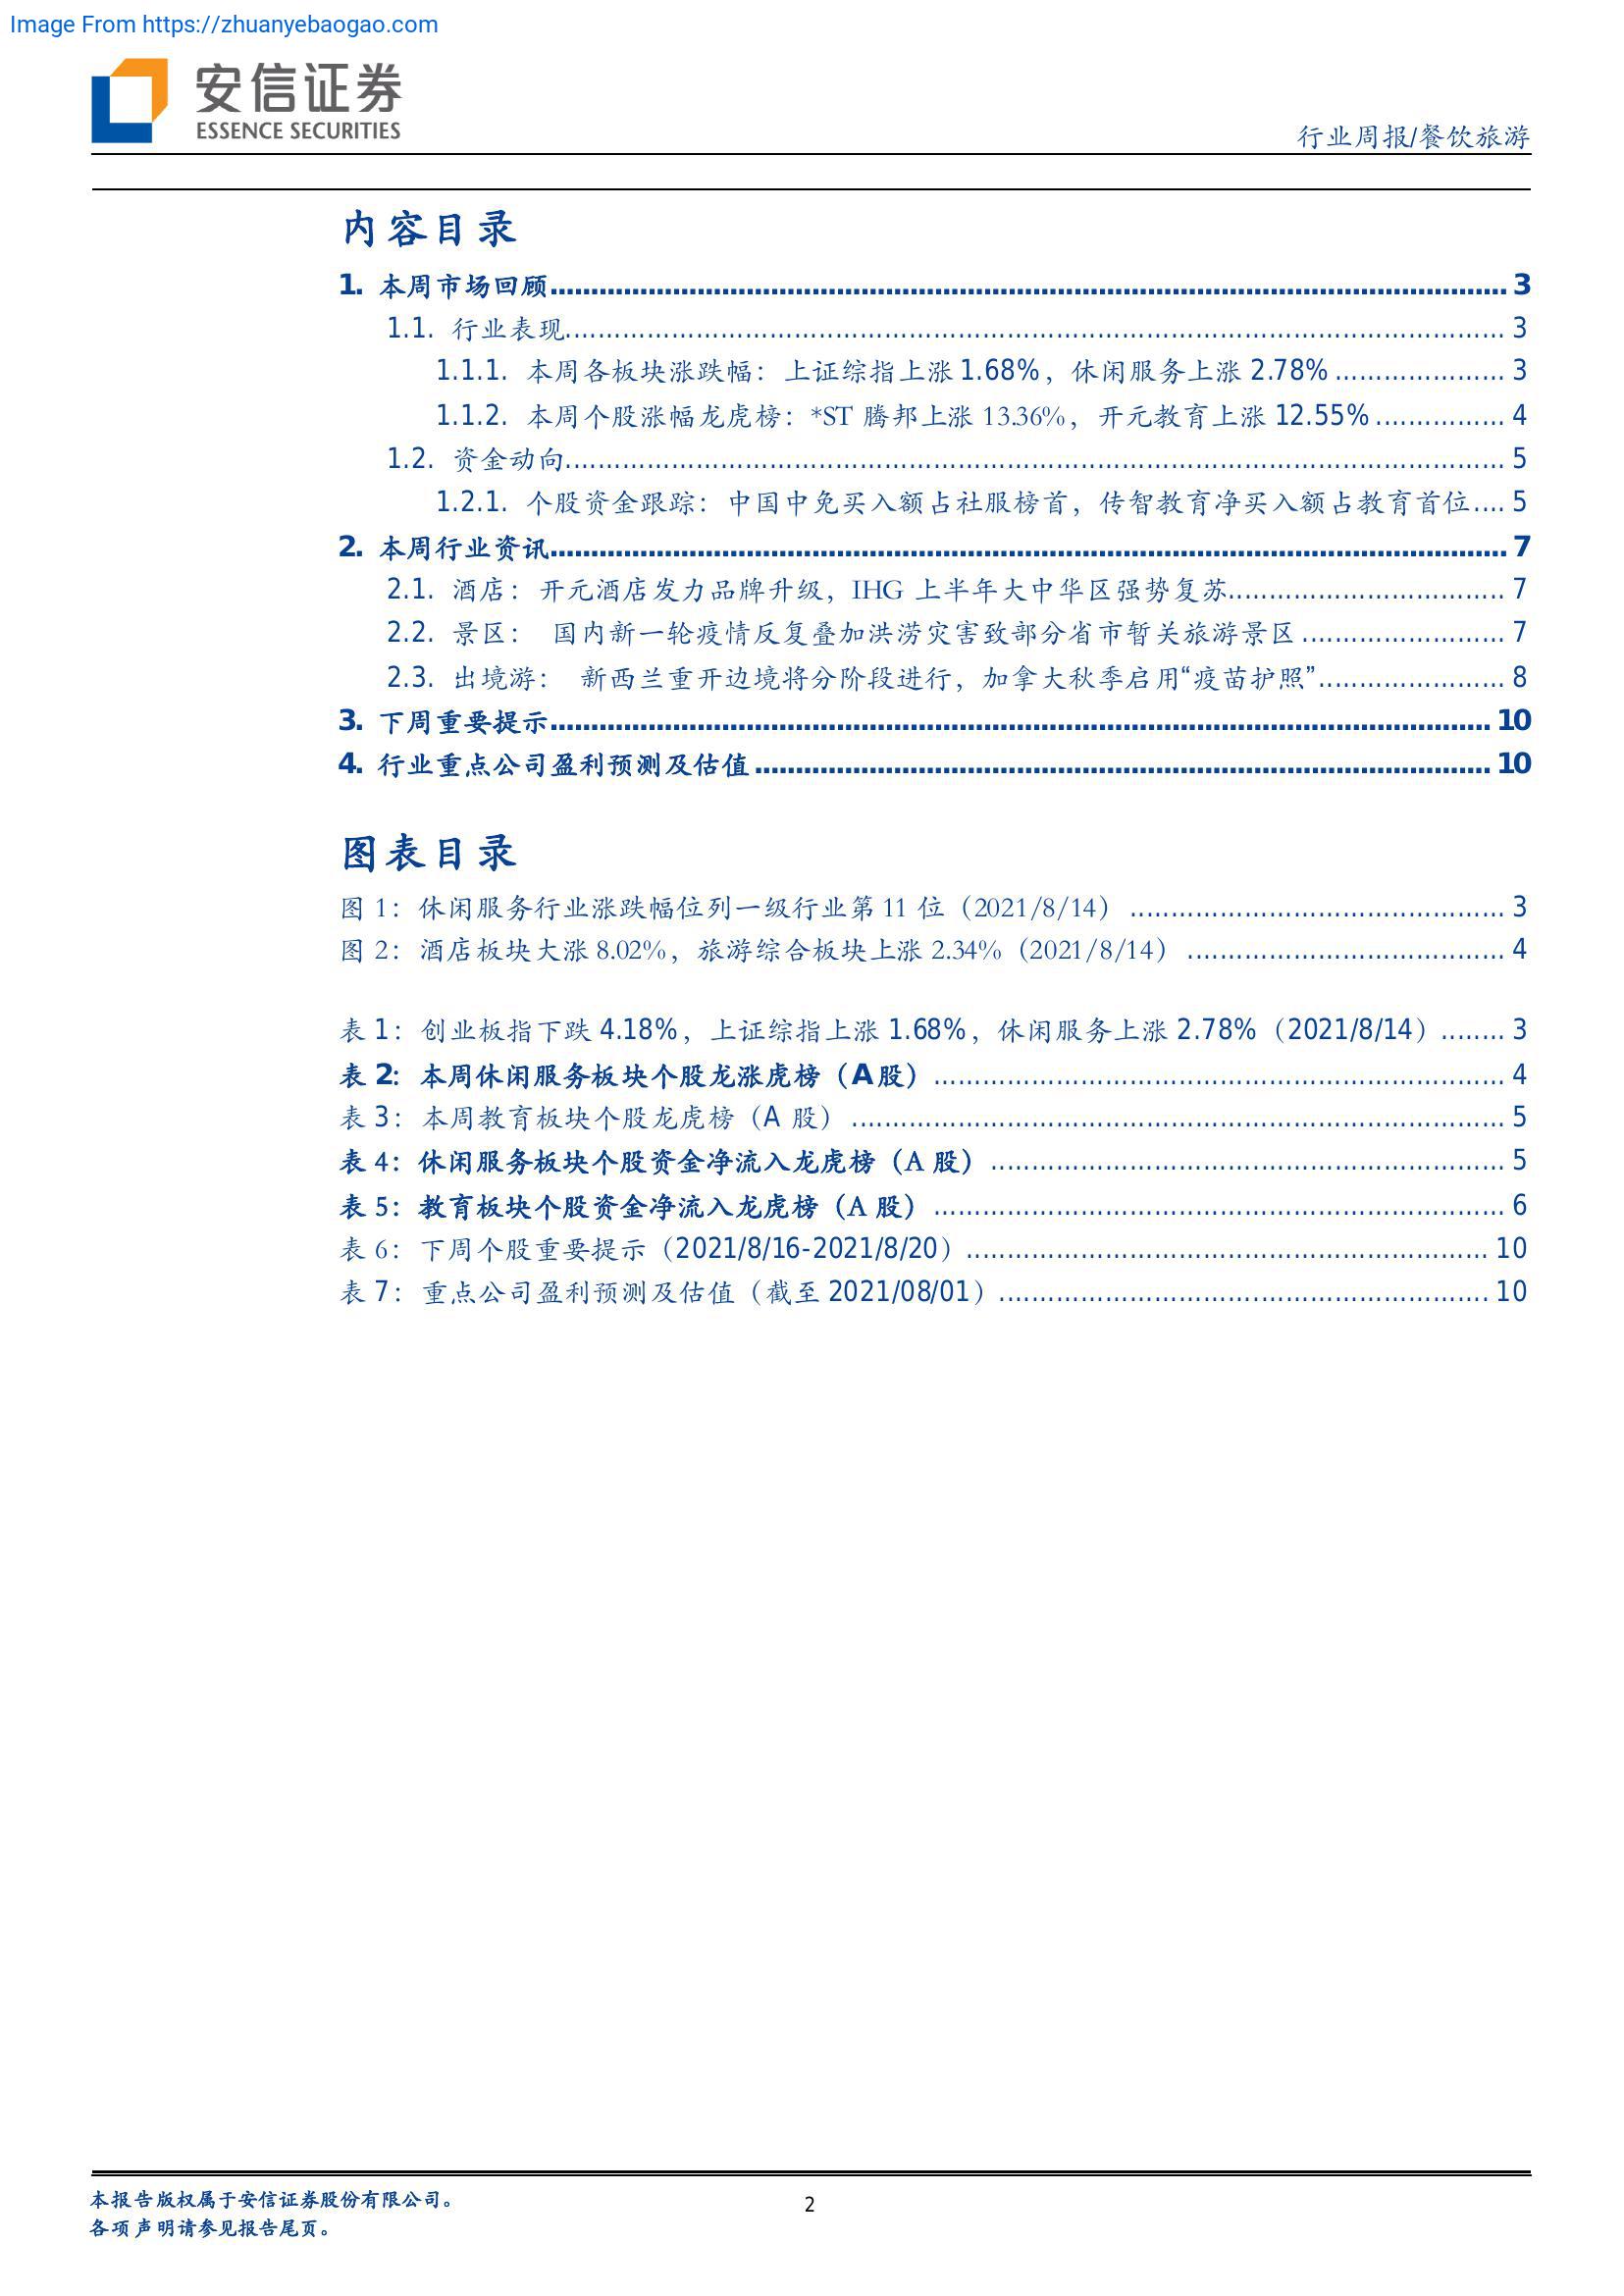 Image From https://zhuanyebaogao.com
安信证券
ESSENCE SECURITIES
行业周报/餐饮旅游
内容目录
1. 本周市场回顾 3
1.1. 行业表现 3
1.1.1. 本周各板块涨跌幅：上证综指上涨 1.68%，休闲服务上涨 2.78% 3
1.1.2. 本周个股涨幅龙虎榜：*ST 腾邦上涨 13.36%，开元教育上涨 12.55% 4
1.2. 资金动向 5
1.2.1. 个股资金跟踪：中国中免买入额占社服榜首，传智教育净买入额占教育首位 5
2. 本周行业资讯 7
2.1. 酒店：开元酒店发力品牌升级，IHG 上半年大中华区强势复苏 7
2.2. 景区： 国内新一轮疫情反复叠加洪涝灾害致部分省市暂关旅游景区 7
2.3. 出境游： 新西兰重开边境将分阶段进行，加拿大秋季启用“疫苗护照” 8
3. 下周重要提示 10
4. 行业重点公司盈利预测及估值 10
图表目录
图 1：休闲服务行业涨跌幅位列一级行业第 11 位（2021/8/14） 3
图 2：酒店板块大涨 8.02%，旅游综合板块上涨 2.34%（2021/8/14） 4
表 1：创业板指下跌 4.18%，上证综指上涨 1.68%，休闲服务上涨 2.78%（2021/8/14） 3
表 2：本周休闲服务板块个股龙涨虎榜（A 股） 4
表 3：本周教育板块个股龙虎榜（A 股） 5
表 4：休闲服务板块个股资金净流入龙虎榜（A 股） 5
表 5：教育板块个股资金净流入龙虎榜（A 股） 6
表 6：下周个股重要提示（2021/8/16-2021/8/20） 10
表 7：重点公司盈利预测及估值（截至 2021/08/01） 10
本报告版权属于安信证券股份有限公司。
2
各项声明请参见报告尾页。